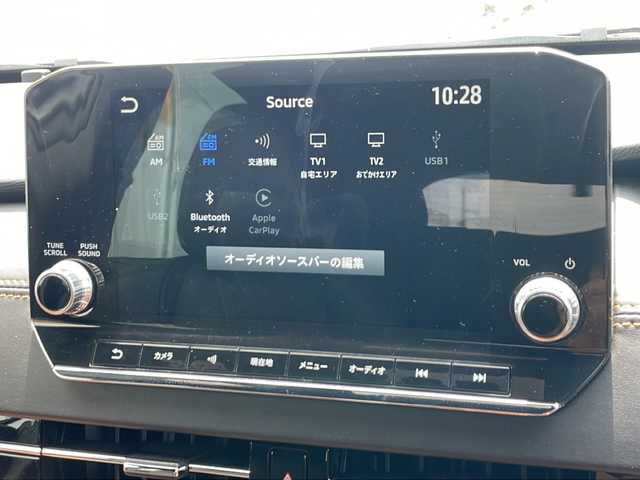 Source
10:28
AM
FM
交通情報
TV1
自宅エリア
TV2
おでかけエリア
USB1
USB2
Bluetooth
オーディオ
Apple
CarPlay
オーディオソースバーの編集
TUNE
SCROLL
PUSH
SOUND
VOL
カメラ
現在地
メニュー
オーディオ